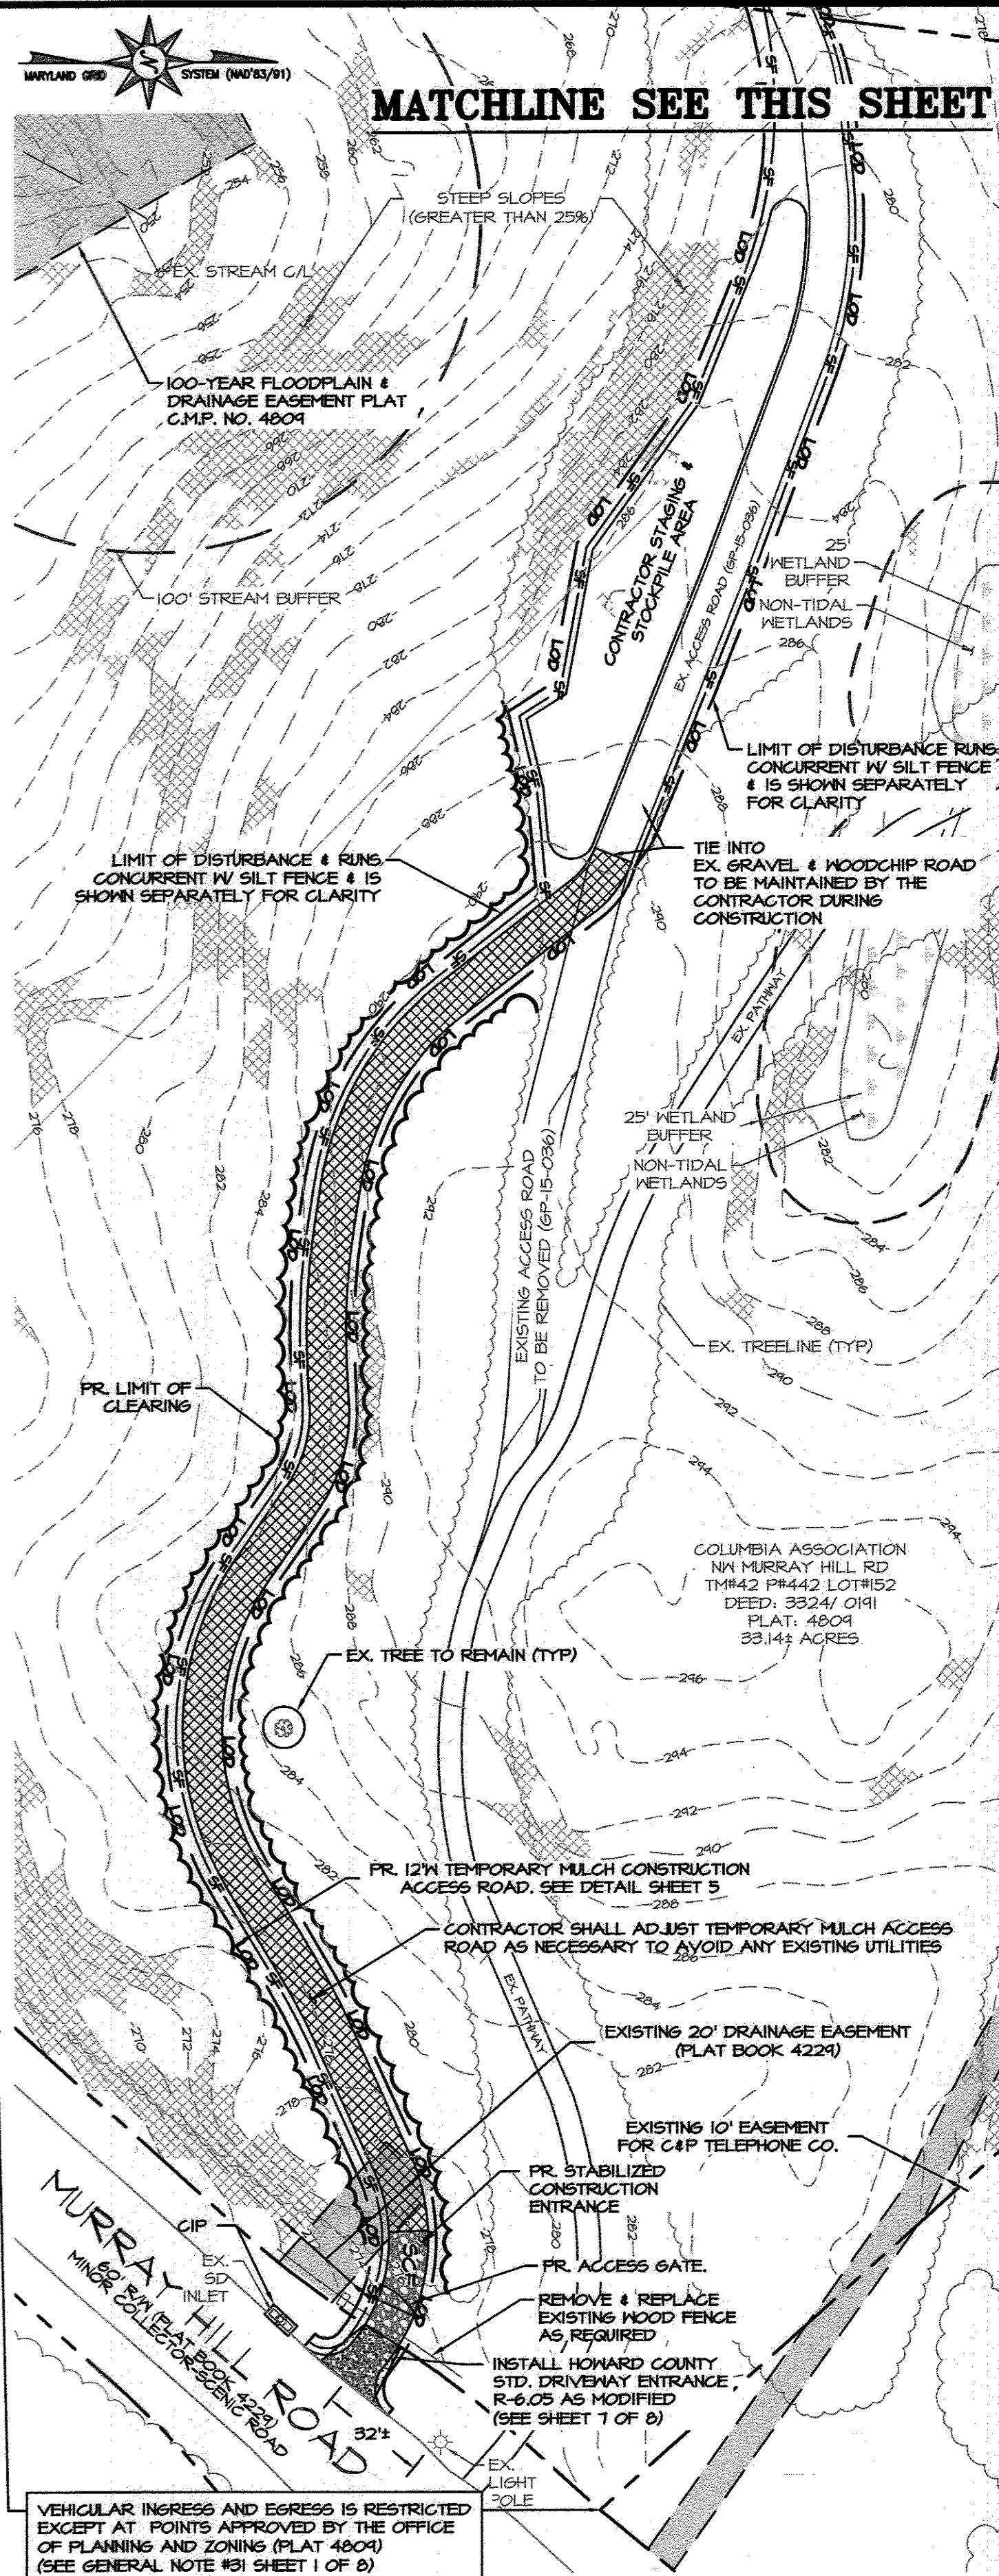 MARYLAND GRID
SYSTEM (NAD'83/91)
MATCHLINE SEE THIS SHEET
STEEP SLOPES
(GREATER THAN 25%)
EX. STREAM C/L
100-YEAR FLOODPLAIN &
DRAINAGE EASEMENT PLAT
C.M.P. NO. 4809
CONTRACTOR STAGING &
STOCKPILE AREA
EX. ACCESS ROAD (GP-15-036)
25'
WETLAND
BUFFER
NON-TIDAL
WETLANDS
286
100' STREAM BUFFER
LIMIT OF DISTURBANCE RUNS
CONCURRENT W/ SILT FENCE
& IS SHOWN SEPARATELY
FOR CLARITY
LIMIT OF DISTURBANCE & RUNS
CONCURRENT W/ SILT FENCE & IS
SHOWN SEPARATELY FOR CLARITY
TIE INTO
EX. GRAVEL & WOODCHIP ROAD
TO BE MAINTAINED BY THE
CONTRACTOR DURING
CONSTRUCTION
EX. PATHWAY
25' WETLAND
BUFFER
NON-TIDAL
WETLANDS
EXISTING ACCESS ROAD
TO BE REMOVED (GP-15-036)
EX. TREELINE (TYP)
PR. LIMIT OF
CLEARING
COLUMBIA ASSOCIATION
NW MURRAY HILL RD
TM#42 P#442 LOT#152
DEED: 3324/ 0191
PLAT: 4809
33.14± ACRES
EX. TREE TO REMAIN (TYP)
296
294
292
290
PR. 12'W TEMPORARY MULCH CONSTRUCTION
ACCESS ROAD. SEE DETAIL SHEET 5
288
CONTRACTOR SHALL ADJUST TEMPORARY MULCH ACCESS
ROAD AS NECESSARY TO AVOID ANY EXISTING UTILITIES
286
284
EX. PATHWAY
EXISTING 20' DRAINAGE EASEMENT
(PLAT BOOK 4229)
282
EXISTING 10' EASEMENT
FOR C&P TELEPHONE CO.
PR. STABILIZED
CONSTRUCTION
ENTRANCE
SCE
CIP
EX.
SD
INLET
PR. ACCESS GATE.
REMOVE & REPLACE
EXISTING WOOD FENCE
AS REQUIRED
INSTALL HOWARD COUNTY
STD. DRIVEWAY ENTRANCE
R-6.05 AS MODIFIED
(SEE SHEET 7 OF 8)
MURRAY HILL ROAD
60' R/W (PLAT BOOK 4229)
MINOR COLLECTOR-SCENIC ROAD
32'±
EX.
LIGHT
POLE
VEHICULAR INGRESS AND EGRESS IS RESTRICTED
EXCEPT AT POINTS APPROVED BY THE OFFICE
OF PLANNING AND ZONING (PLAT 4809)
(SEE GENERAL NOTE #31 SHEET 1 OF 8)